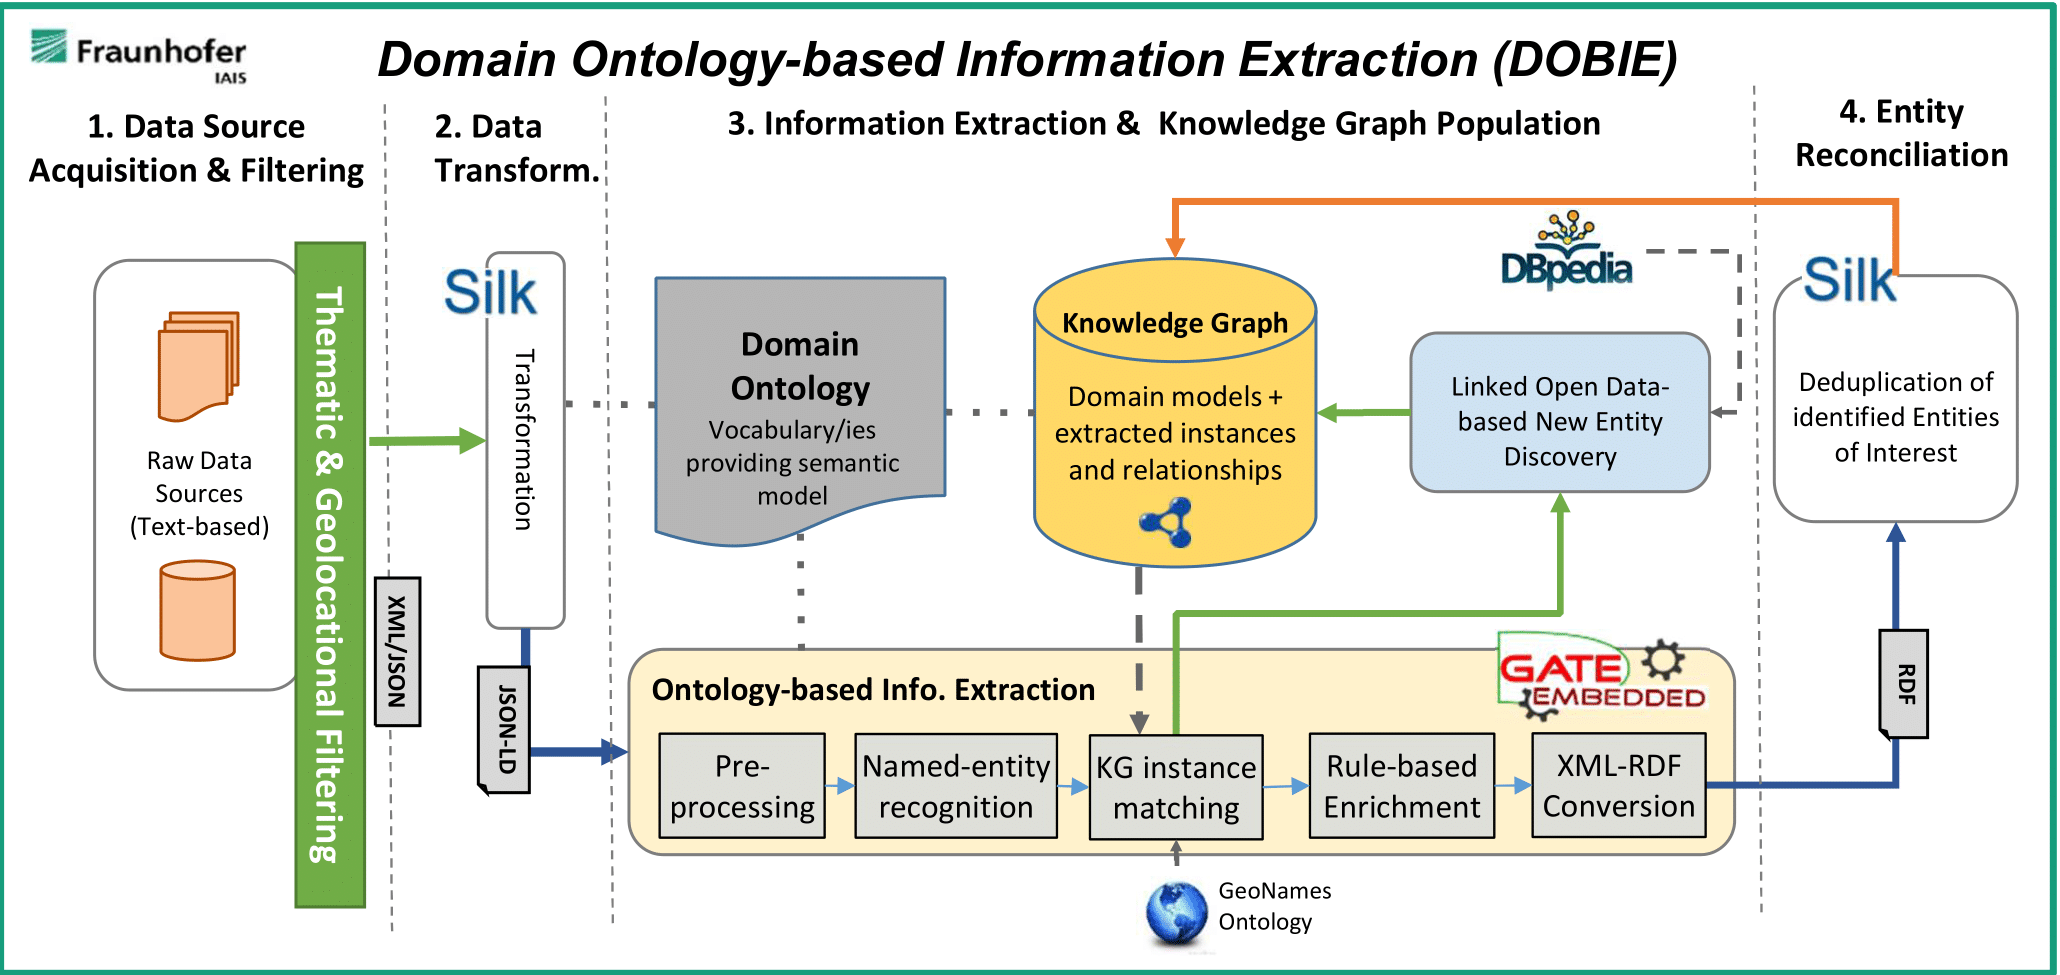 Fraunhofer
IAIS
Domain Ontology-based Information Extraction (DOBIE)
1. Data Source
Acquisition & Filtering
2. Data
Transform.
3. Information Extraction & Knowledge Graph Population
4. Entity
Reconciliation
Raw Data
Sources
(Text-based)
Thematic & Geolocational Filtering
XML/JSON
Silk
Transformation
JSON-LD
Domain
Ontology
Vocabulary/ies
providing semantic
model
Knowledge Graph
Domain models +
extracted instances
and relationships
DBpedia
Linked Open Data-
based New Entity
Discovery
Silk
Deduplication of
identified Entities
of Interest
RDF
Ontology-based Info. Extraction
GATE
EMBEDDED
Pre-
processing
Named-entity
recognition
KG instance
matching
Rule-based
Enrichment
XML-RDF
Conversion
GeoNames
Ontology